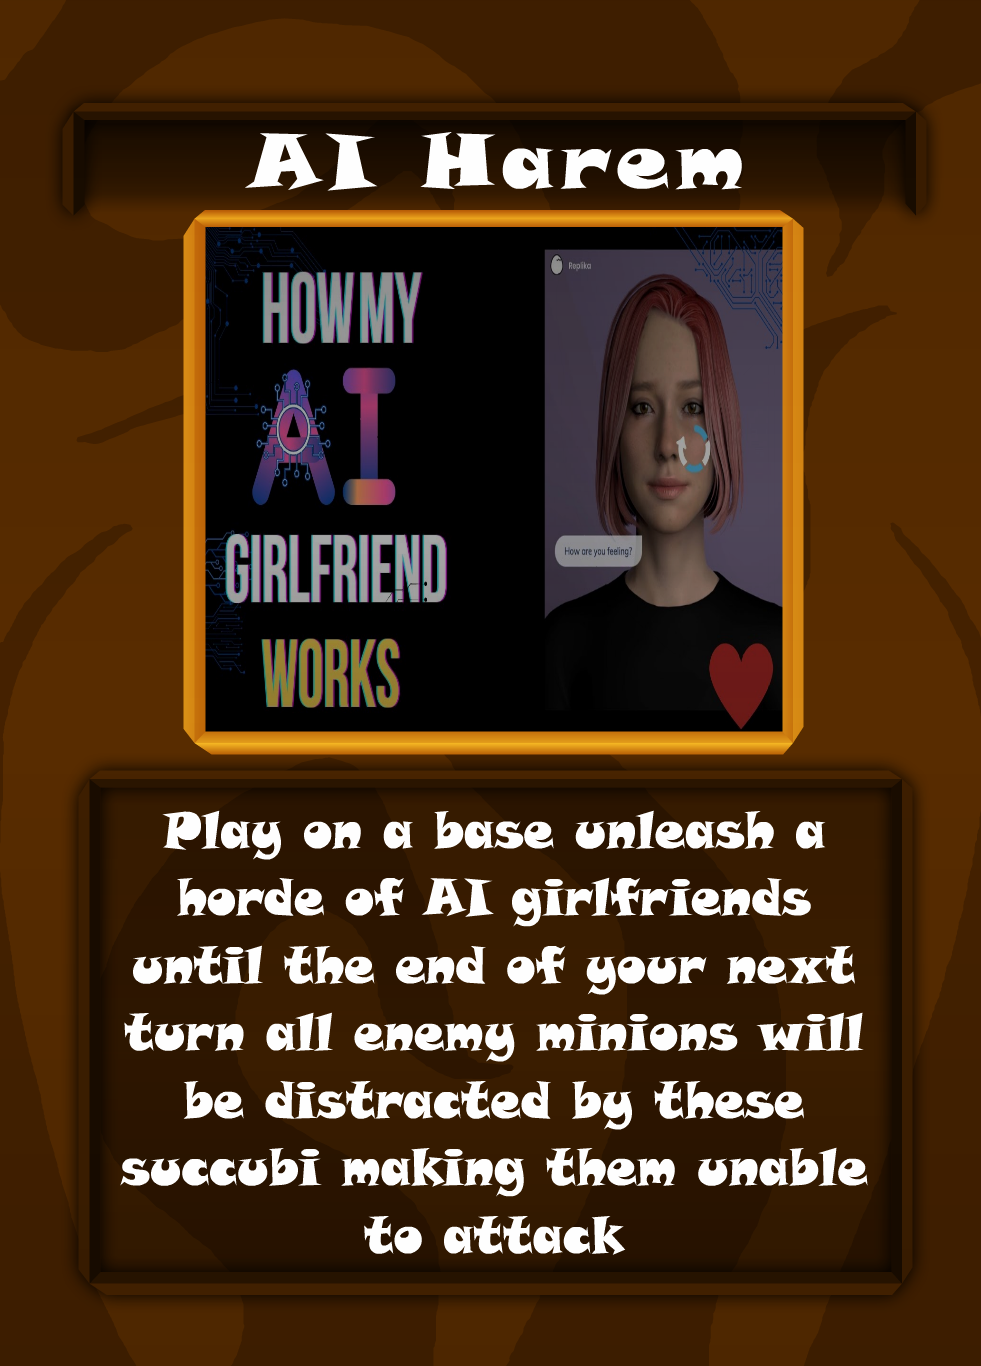 AI Harem
Replika
HOW MY
AI
GIRLFRIEND
How are you feeling?
WORKS
Play on a base unleash a
horde of AI girlfriends
until the end of your next
turn all enemy minions will
be distracted by these
succubi making them unable
to attack